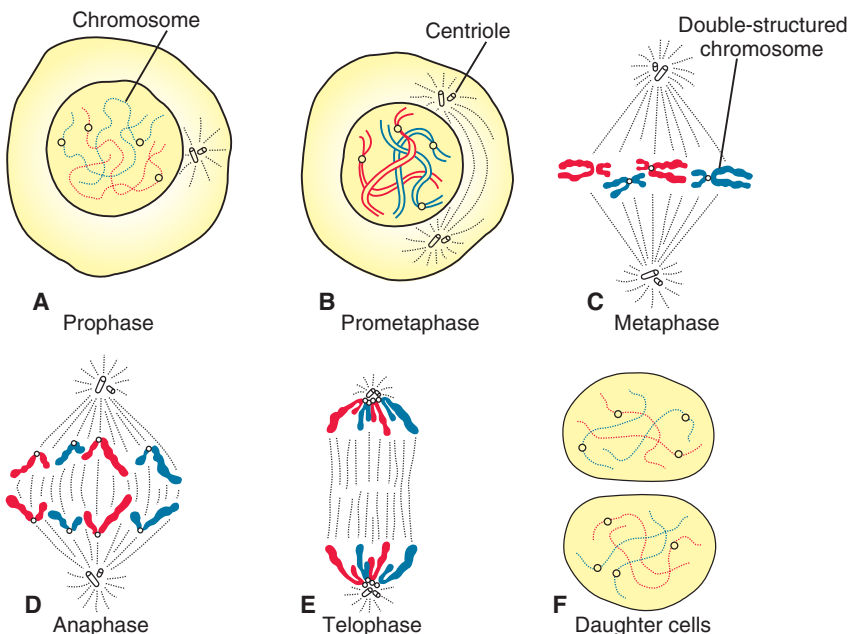 Chromosome
Centriole
Double-structured
chromosome
A
Prophase
B
Prometaphase
C
Metaphase
D
Anaphase
E
Telophase
F
Daughter cells